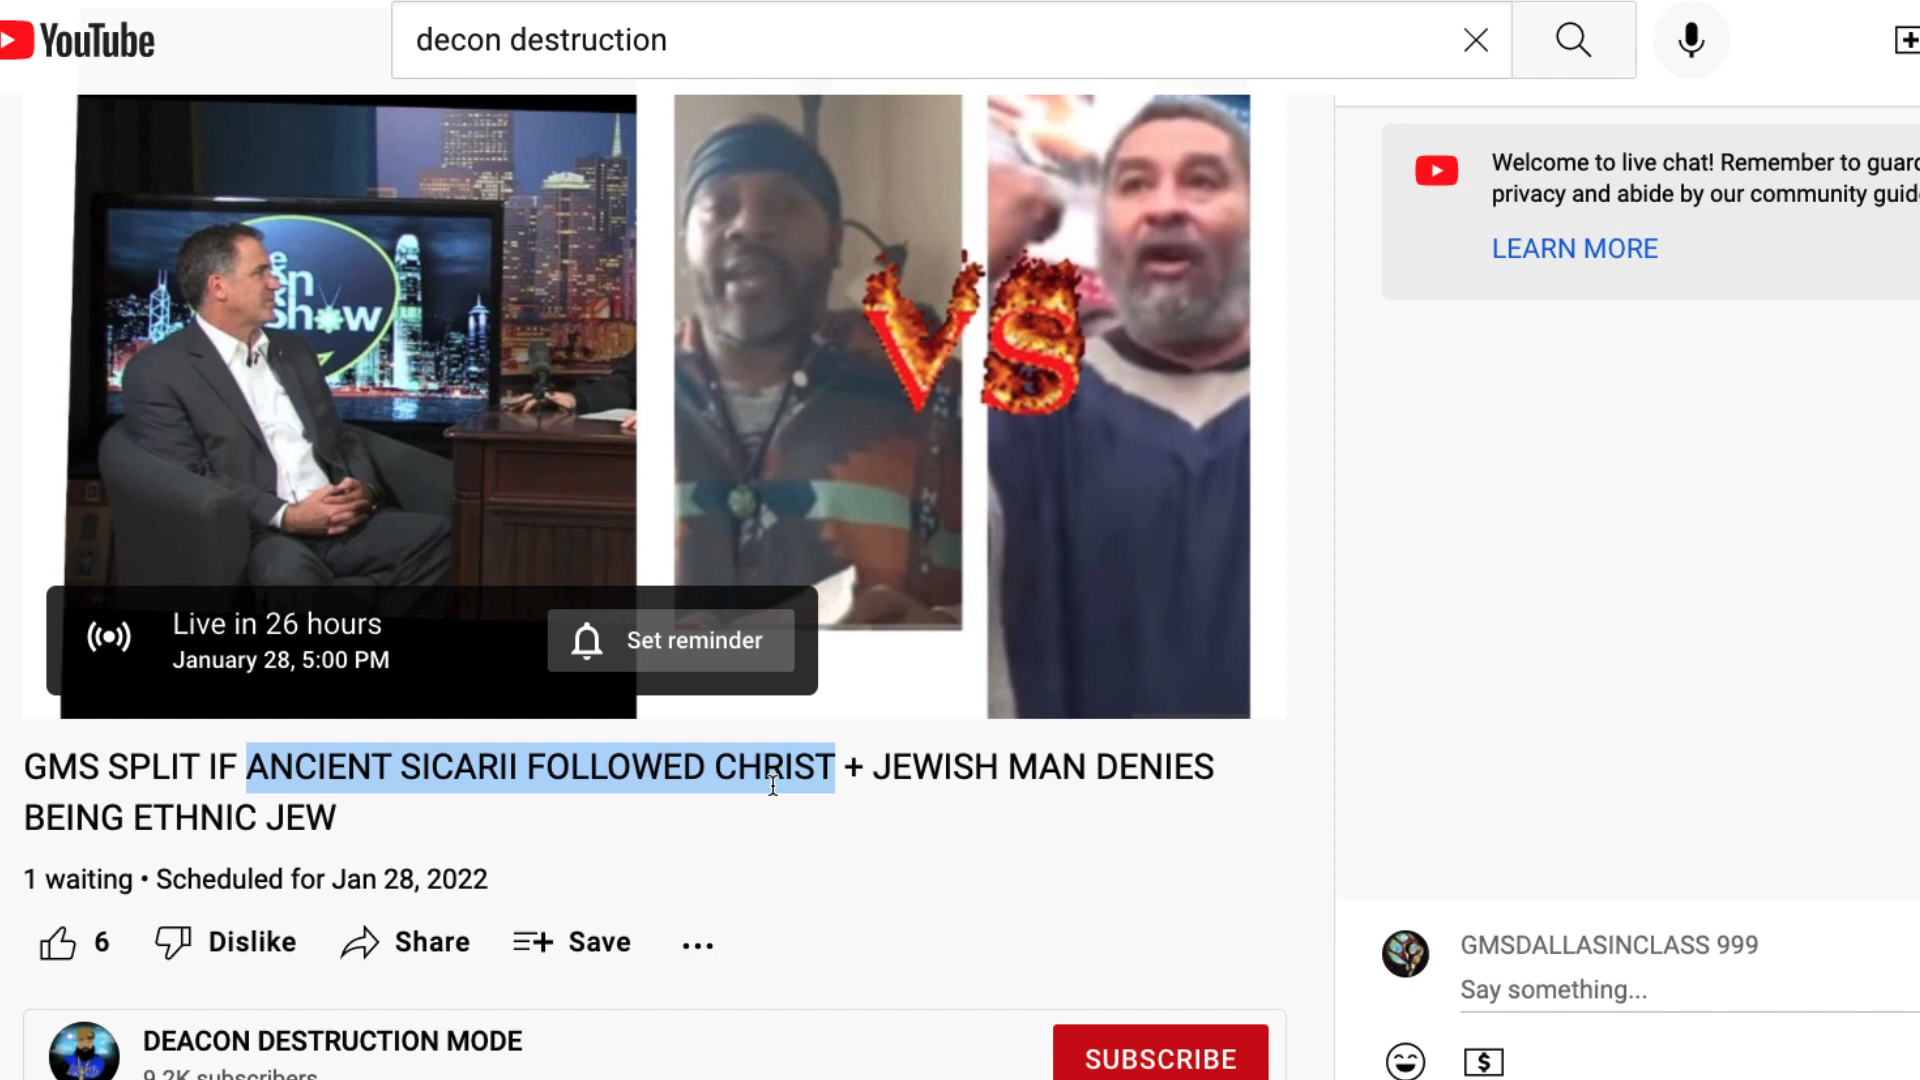 YouTube
decon destruction
Welcome to live chat! Remember to guard
privacy and abide by our community guid
LEARN MORE
en
Show
VS
Live in 26 hours
January 28, 5:00 PM
Set reminder
GMS SPLIT IF ANCIENT SICARII FOLLOWED CHRIST + JEWISH MAN DENIES
BEING ETHNIC JEW
1 waiting • Scheduled for Jan 28, 2022
6
Dislike
Share
Save
GMSDALLASINCLASS 999
Say something...
DEACON DESTRUCTION MODE
9.2K subscribers
SUBSCRIBE